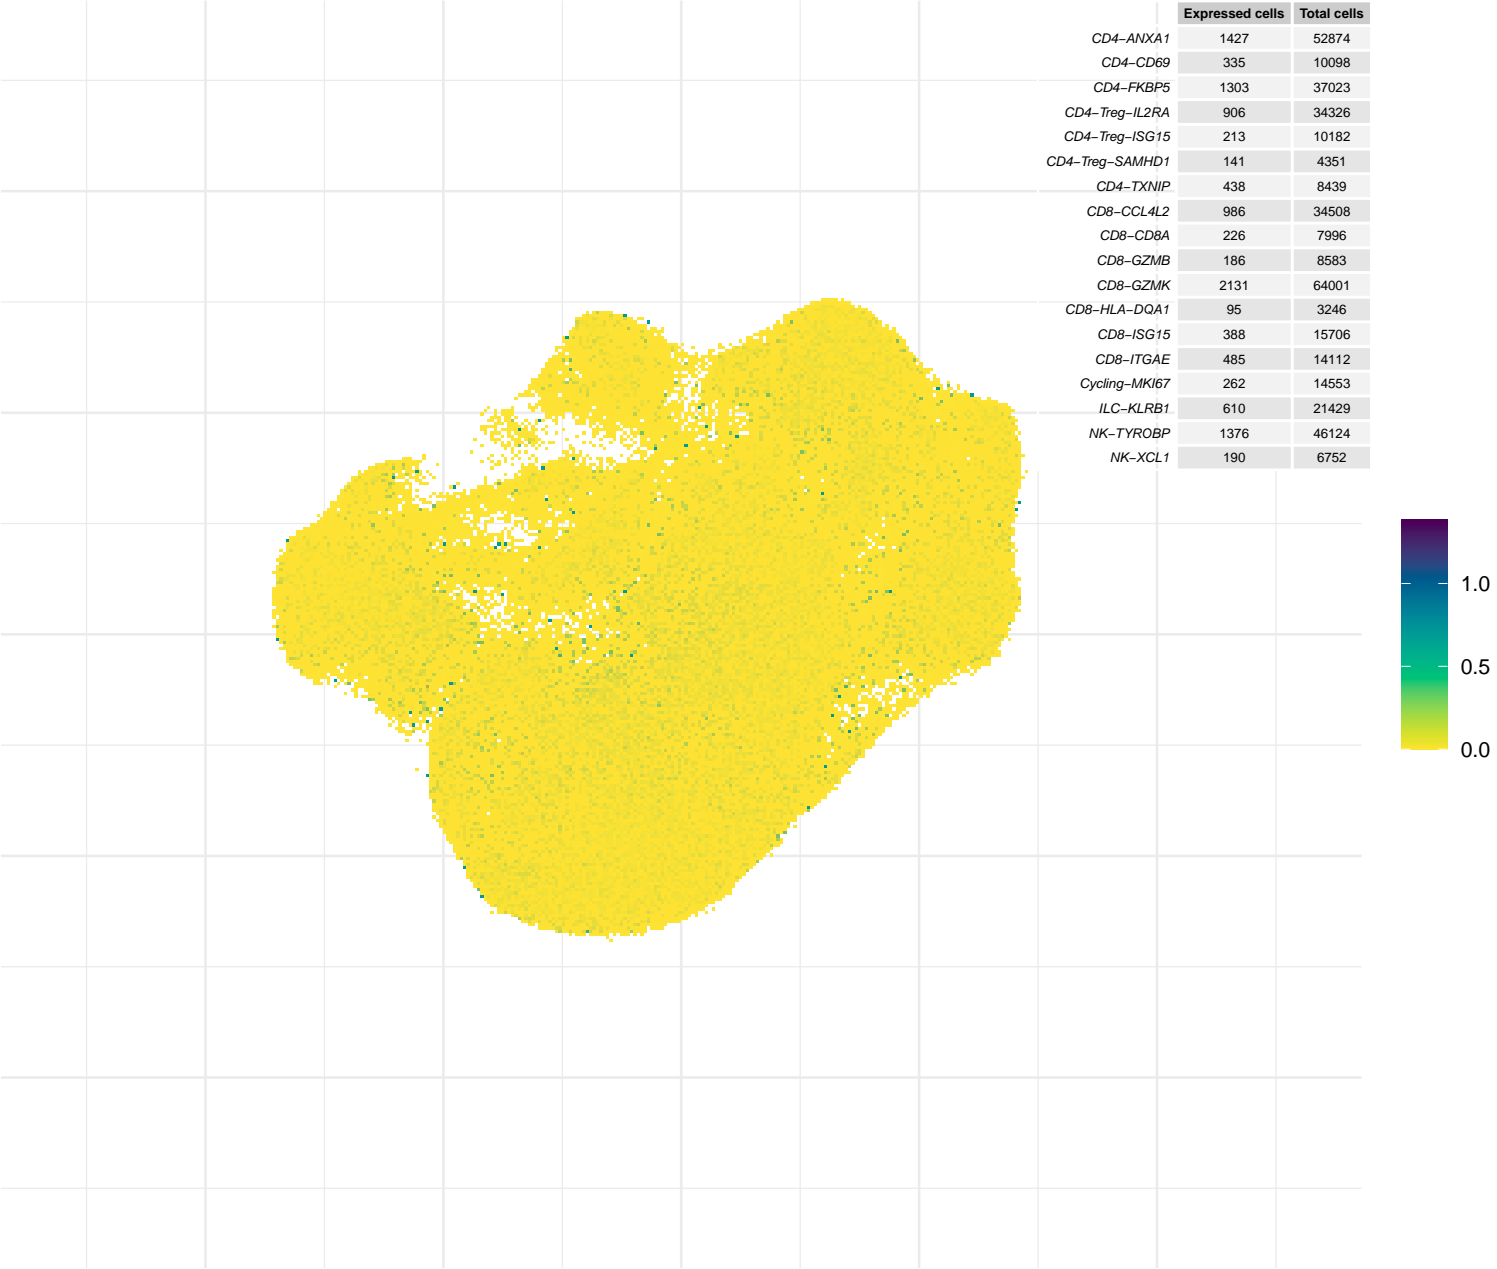 Expressed cells Total cells
CD4−ANXA1 1427 52874
CD4−CD69 335 10098
CD4−FKBP5 1303 37023
CD4−Treg−IL2RA 906 34326
CD4−Treg−ISG15 213 10182
CD4−Treg−SAMHD1 141 4351
CD4−TXNIP 438 8439
CD8−CCL4L2 986 34508
CD8−CD8A 226 7996
CD8−GZMB 186 8583
CD8−GZMK 2131 64001
CD8−HLA−DQA1 95 3246
CD8−ISG15 388 15706
CD8−ITGAE 485 14112
Cycling−MKI67 262 14553
ILC−KLRB1 610 21429
NK−TYROBP 1376 46124
NK−XCL1 190 6752
1.0
0.5
0.0